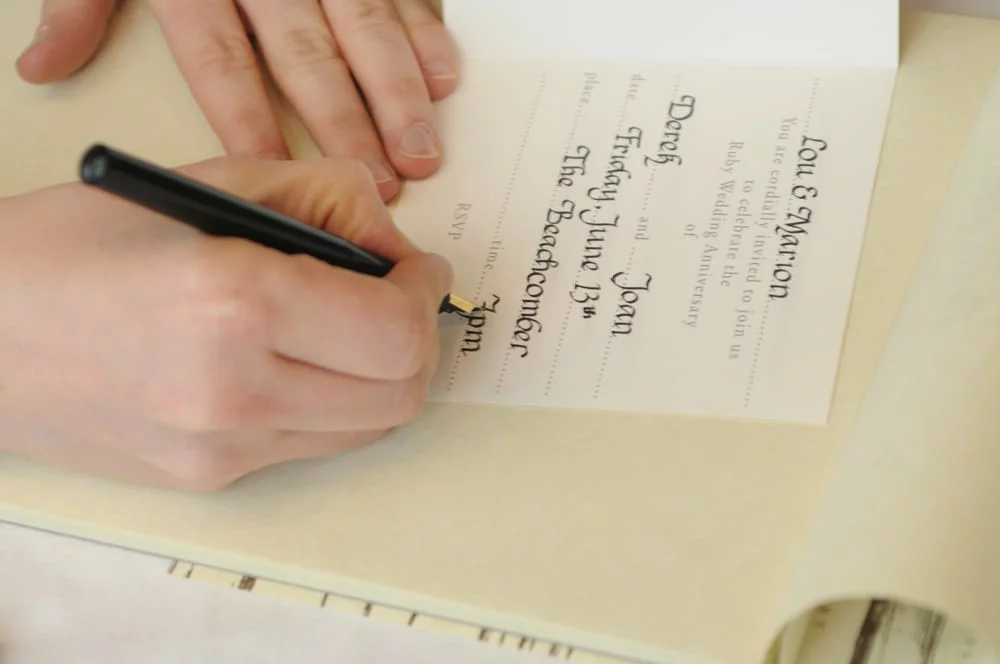 Lou & Marion
You are cordially invited to join us
to celebrate the
Ruby Wedding Anniversary
of
Derek and Joan
date Friday, June 13th
place The Beachcomber
time 7pm
RSVP